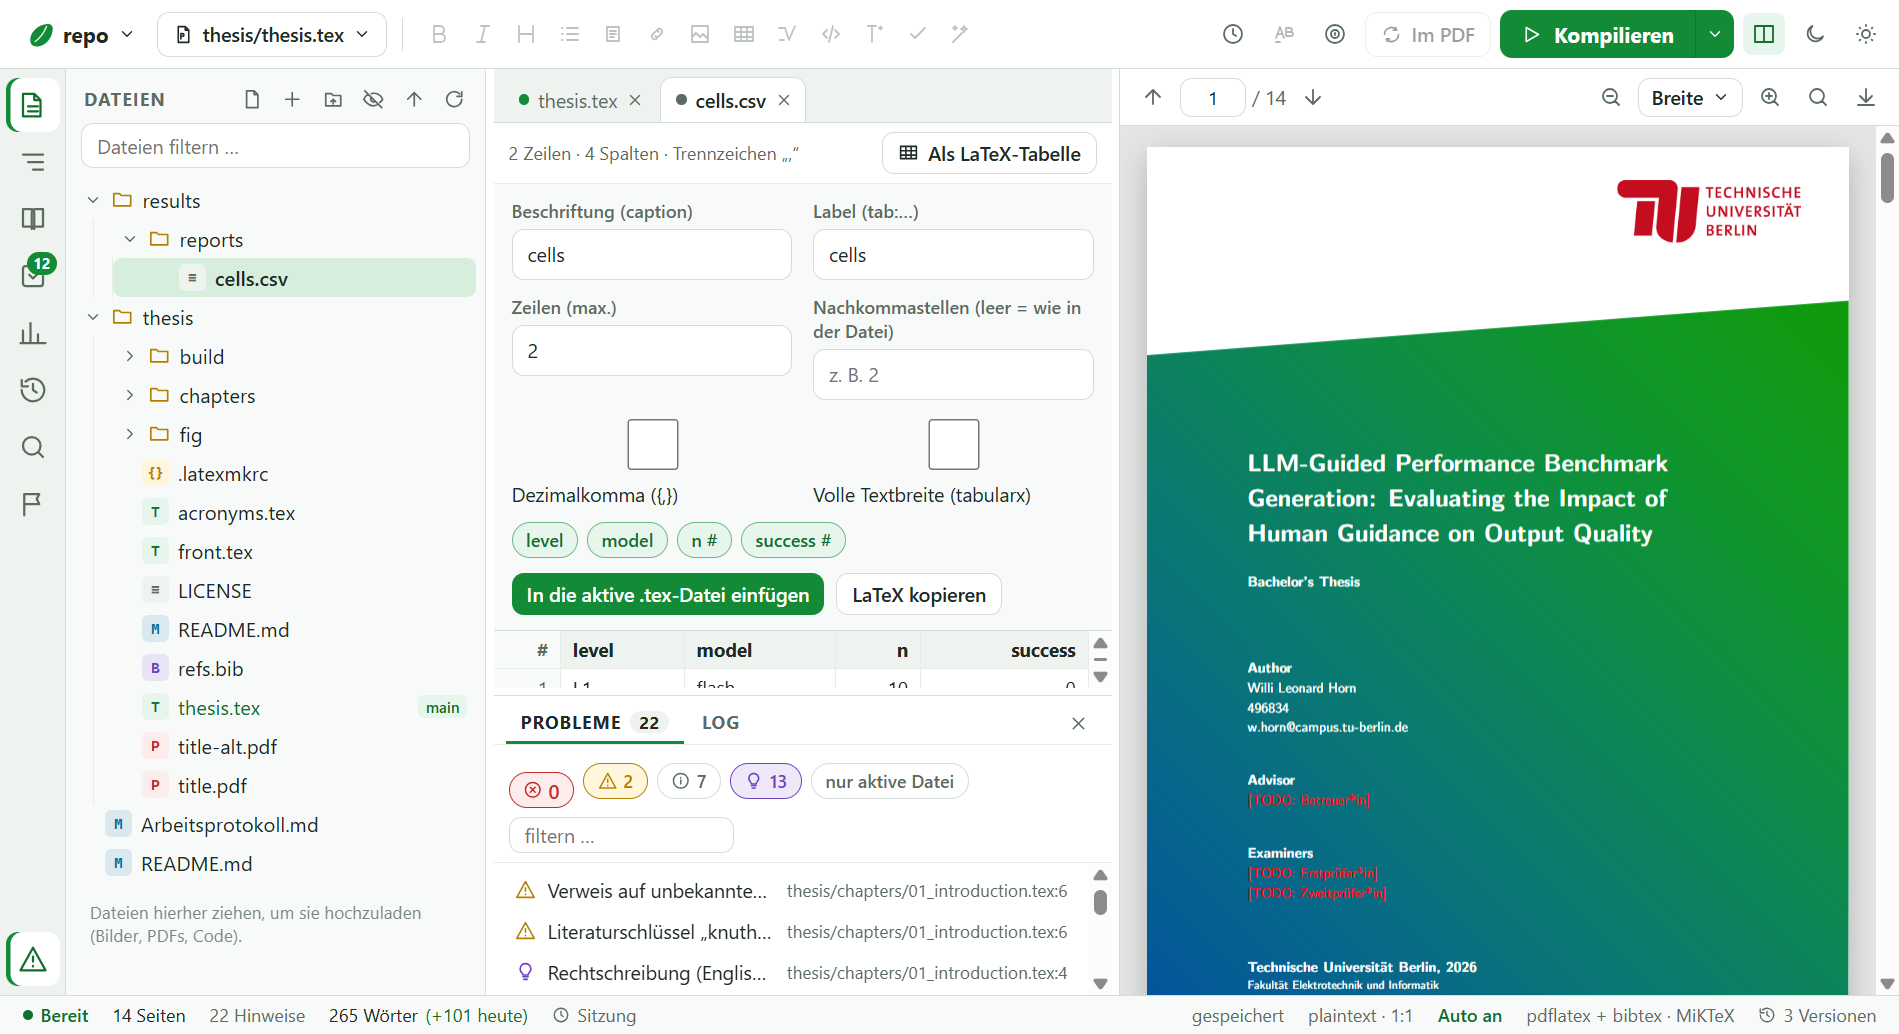 repo
thesis/thesis.tex
Im PDF
Kompilieren
DATEIEN
Dateien filtern ...
results
reports
cells.csv
thesis
build
chapters
fig
.latexmkrc
acronyms.tex
front.tex
LICENSE
README.md
refs.bib
thesis.tex
main
title-alt.pdf
title.pdf
Arbeitsprotokoll.md
README.md
Dateien hierher ziehen, um sie hochzuladen
(Bilder, PDFs, Code).
12
thesis.tex
cells.csv
2 Zeilen · 4 Spalten · Trennzeichen „,“
Als LaTeX-Tabelle
Beschriftung (caption)
Label (tab:...)
cells
cells
Zeilen (max.)
Nachkommastellen (leer = wie in
der Datei)
2
z. B. 2
Dezimalkomma ({,})
Volle Textbreite (tabularx)
level
model
n #
success #
In die aktive .tex-Datei einfügen
LaTeX kopieren
# level model n success
1 L1 flash 10 0
PROBLEME 22
LOG
0
2
7
13
nur aktive Datei
filtern ...
Verweis auf unbekannte... thesis/chapters/01_introduction.tex:6
Literaturschlüssel „knuth... thesis/chapters/01_introduction.tex:6
Rechtschreibung (Englis... thesis/chapters/01_introduction.tex:4
1 / 14
Breite
TECHNISCHE
UNIVERSITÄT
BERLIN
LLM-Guided Performance Benchmark
Generation: Evaluating the Impact of
Human Guidance on Output Quality
Bachelor's Thesis
Author
Willi Leonard Horn
496834
w.horn@campus.tu-berlin.de
Advisor
[TODO: Betreuer*in]
Examiners
[TODO: Erstprüfer*in]
[TODO: Zweitprüfer*in]
Technische Universität Berlin, 2026
Fakultät Elektrotechnik und Informatik
Bereit
14 Seiten
22 Hinweise
265 Wörter (+101 heute)
Sitzung
gespeichert
plaintext · 1:1
Auto an
pdflatex + bibtex · MiKTeX
3 Versionen